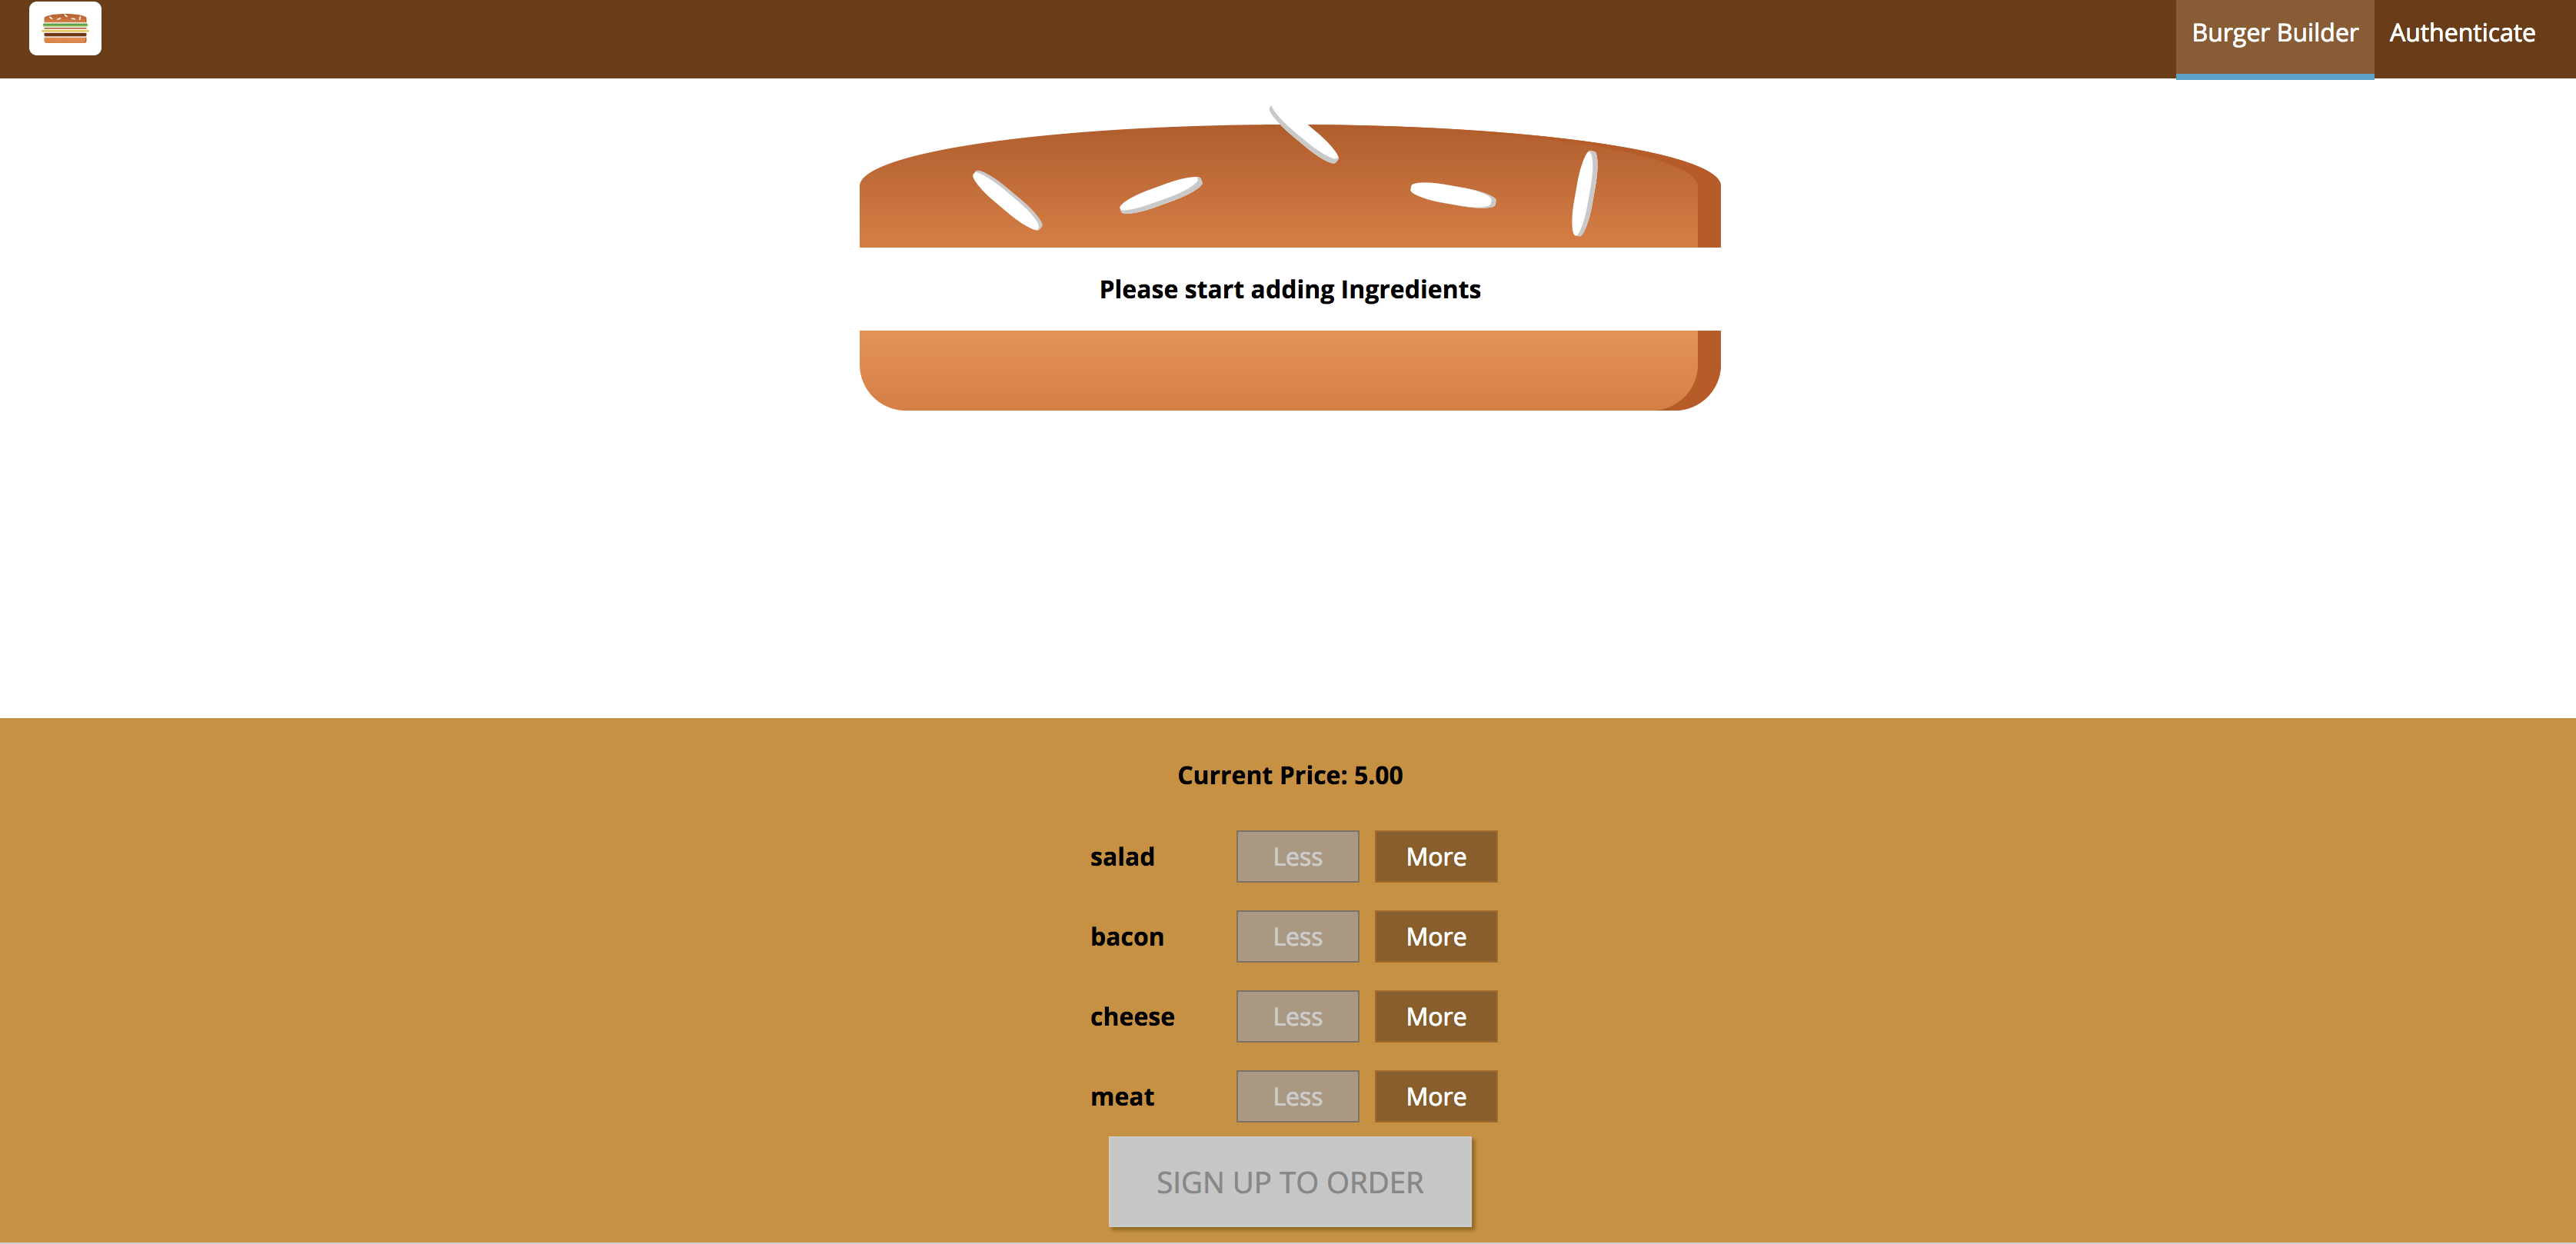 Burger Builder Authenticate
Please start adding Ingredients
Current Price: 5.00
salad Less More
bacon Less More
cheese Less More
meat Less More
SIGN UP TO ORDER